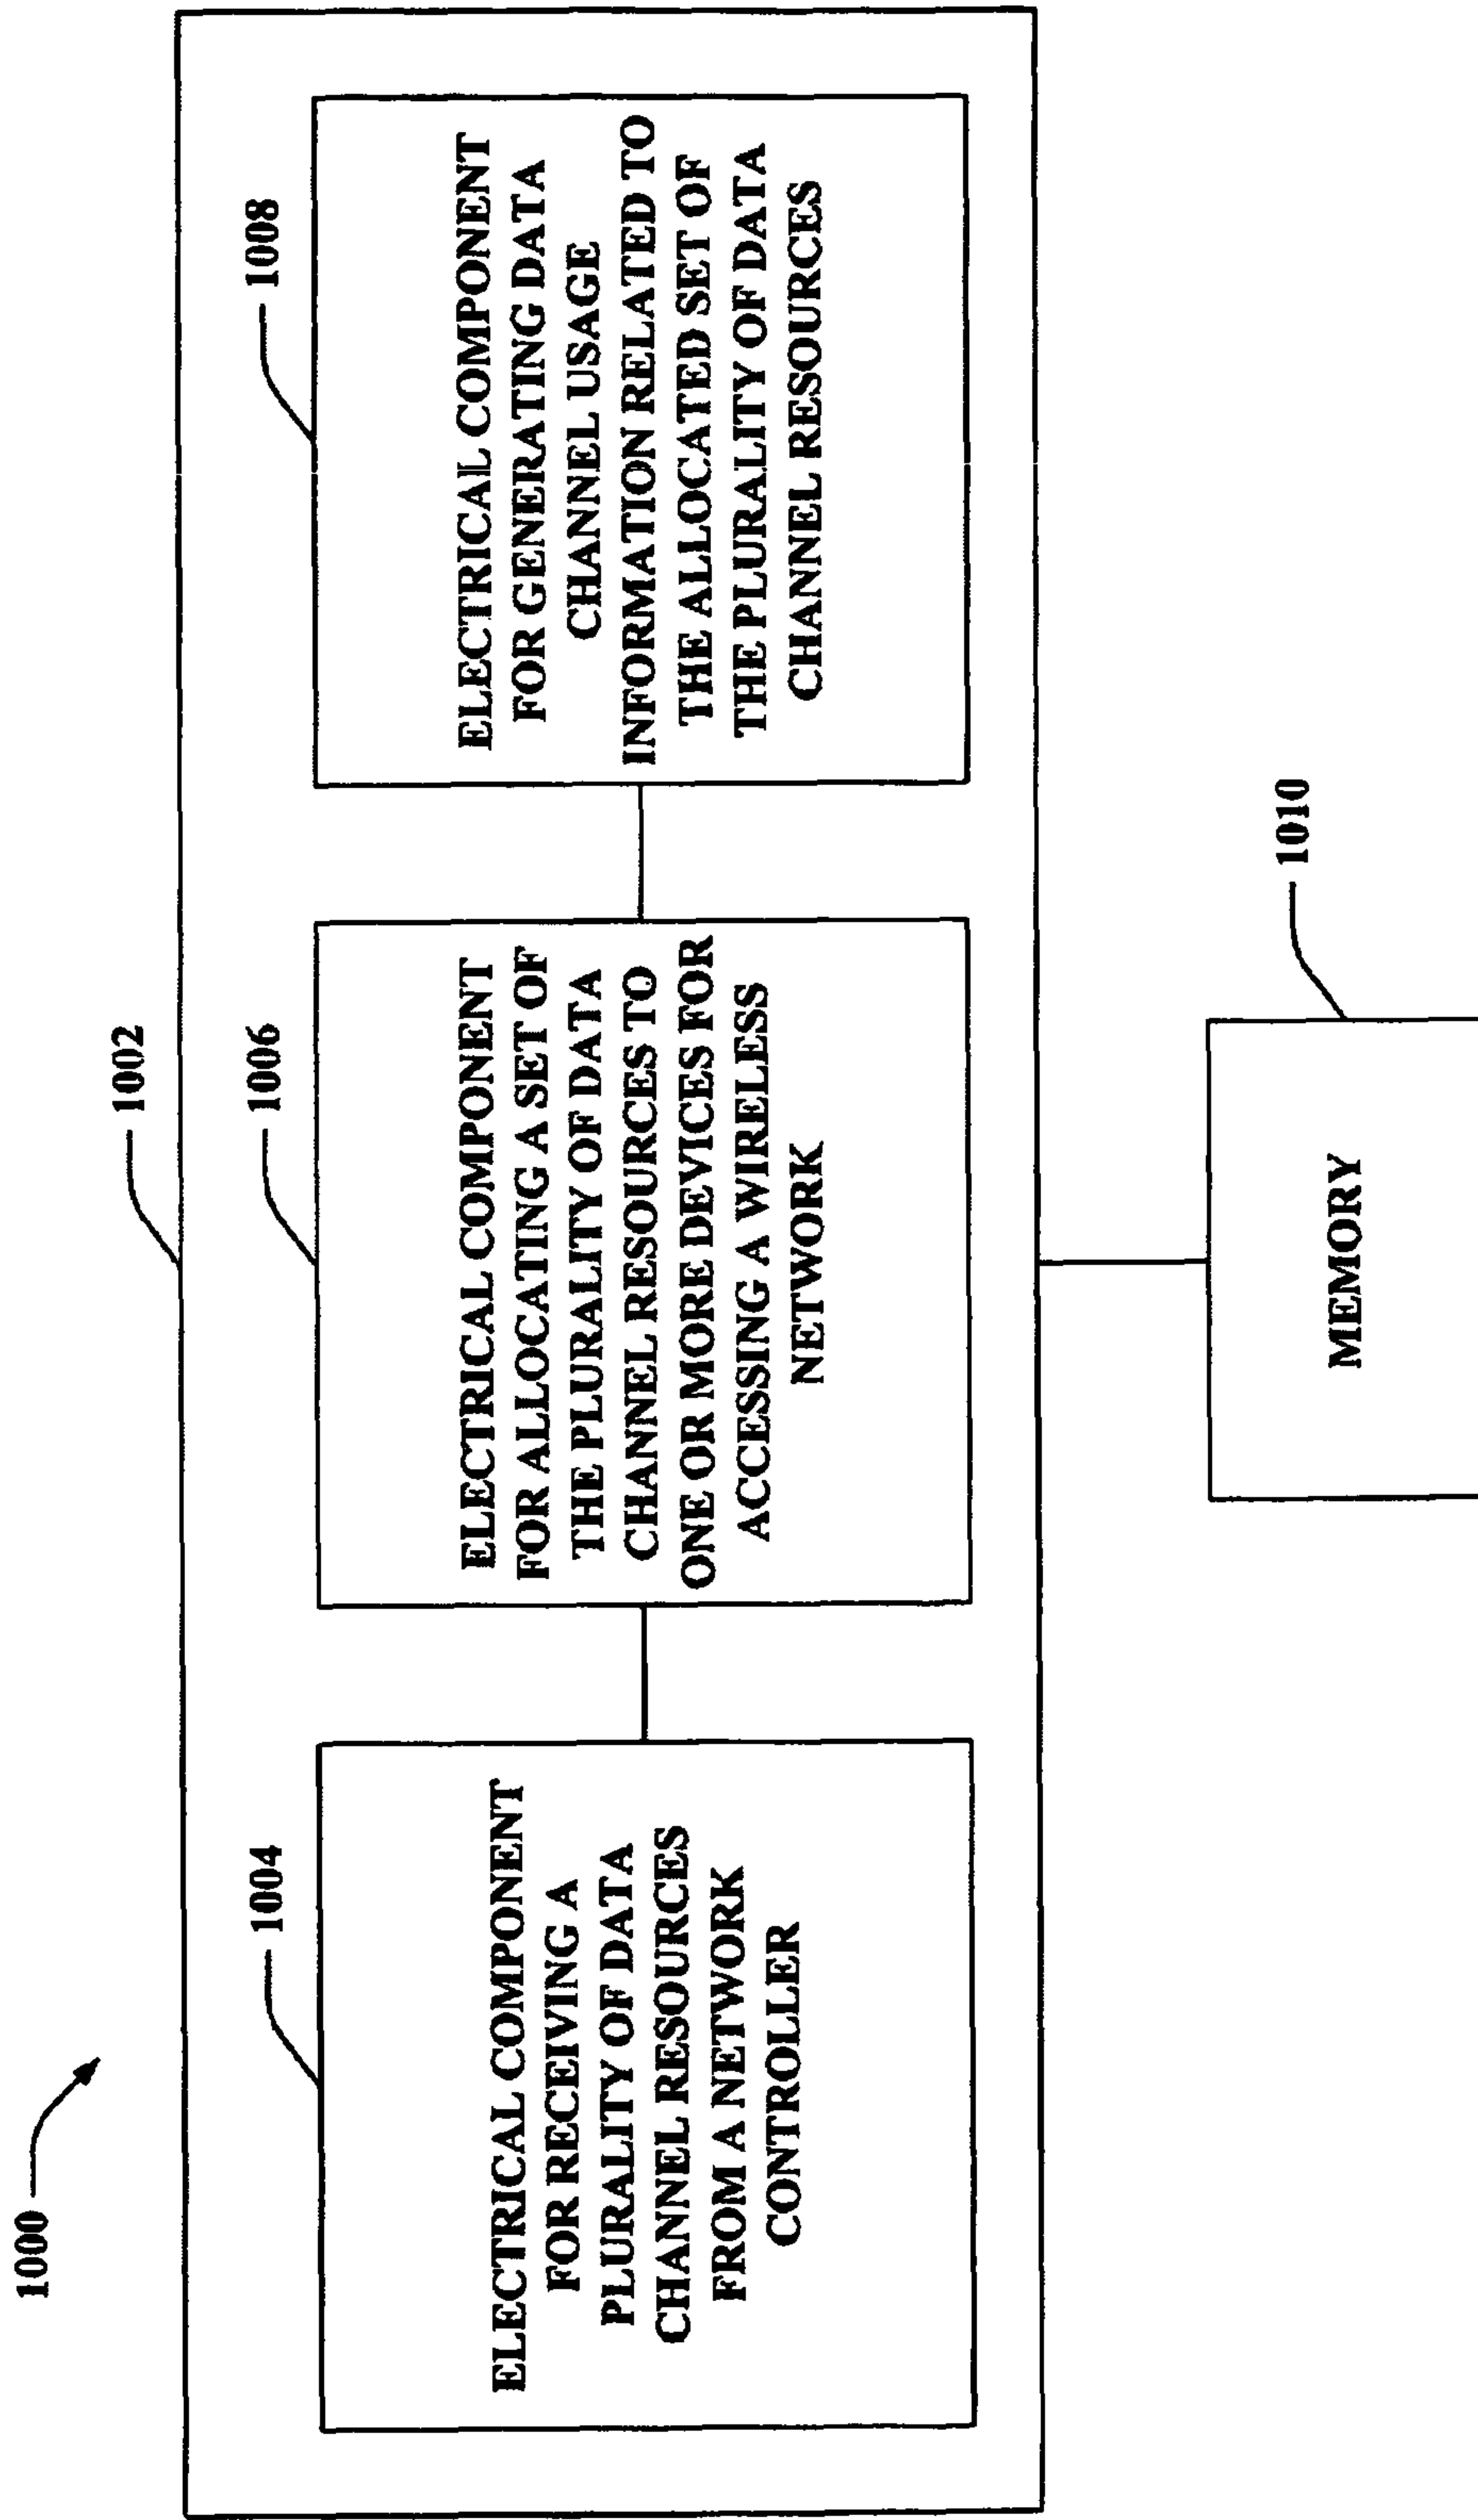 1000
1002
1004
ELECTRICAL COMPONENT
FOR RECEIVING A
PLURALITY OF DATA
CHANNEL RESOURCES
FROM A NETWORK
CONTROLLER
1006
ELECTRICAL COMPONENT
FOR ALLOCATING A SET OF
THE PLURALITY OF DATA
CHANNEL RESOURCES TO
ONE OR MORE DEVICES FOR
ACCESSING A WIRELESS
NETWORK
1008
ELECTRICAL COMPONENT
FOR GENERATING DATA
CHANNEL USAGE
INFORMATION RELATED TO
THE ALLOCATED SET OF
THE PLURALITY OF DATA
CHANNEL RESOURCES
1010
MEMORY